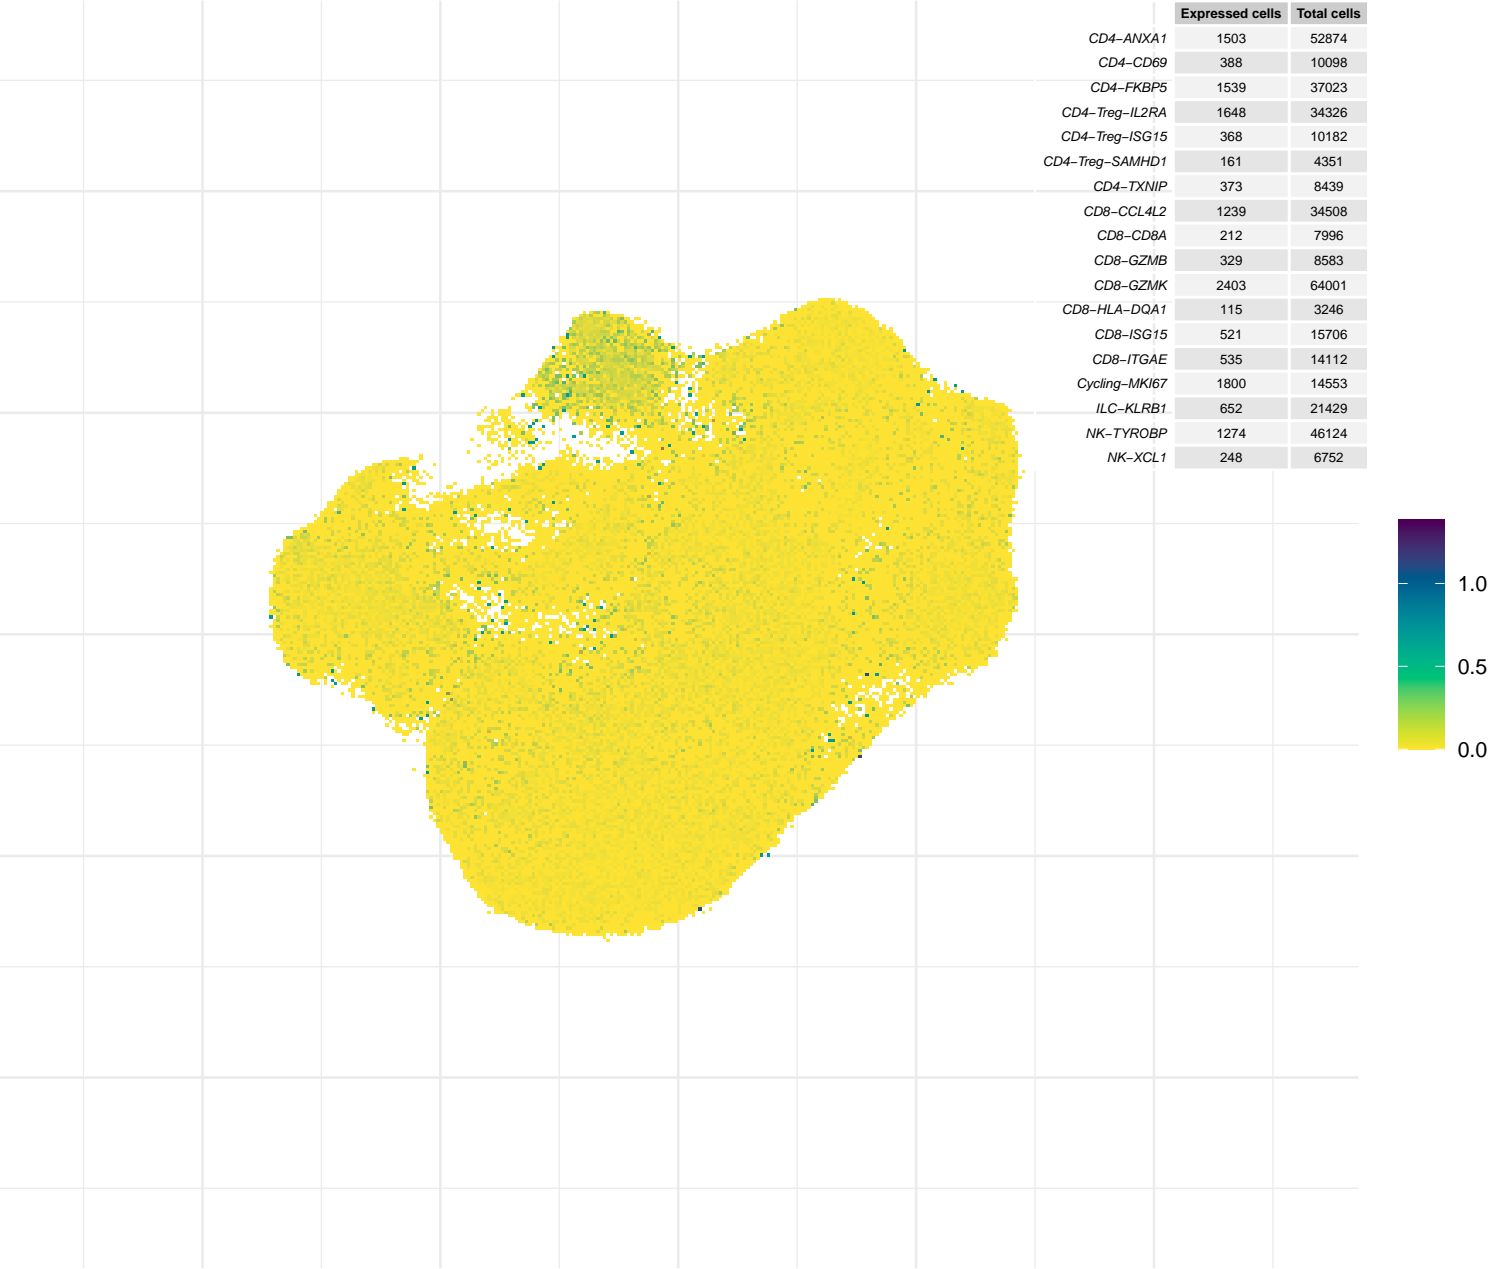 Expressed cells Total cells
CD4−ANXA1 1503 52874
CD4−CD69 388 10098
CD4−FKBP5 1539 37023
CD4−Treg−IL2RA 1648 34326
CD4−Treg−ISG15 368 10182
CD4−Treg−SAMHD1 161 4351
CD4−TXNIP 373 8439
CD8−CCL4L2 1239 34508
CD8−CD8A 212 7996
CD8−GZMB 329 8583
CD8−GZMK 2403 64001
CD8−HLA−DQA1 115 3246
CD8−ISG15 521 15706
CD8−ITGAE 535 14112
Cycling−MKI67 1800 14553
ILC−KLRB1 652 21429
NK−TYROBP 1274 46124
NK−XCL1 248 6752
1.0
0.5
0.0